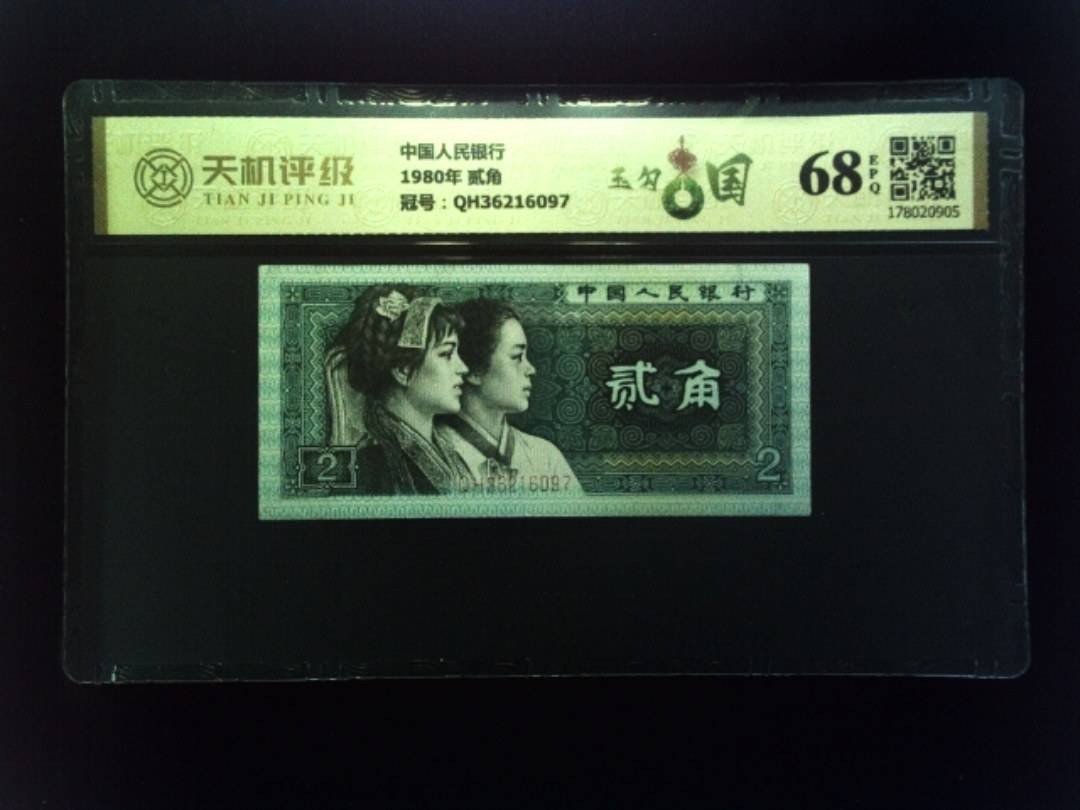 天机评级
TIAN JI PING JI
中国人民银行
1980年 贰角
冠号：QH36216097
玉勾国
68
EPQ
178020905
中国人民银行
贰角
2
QH36216097
2